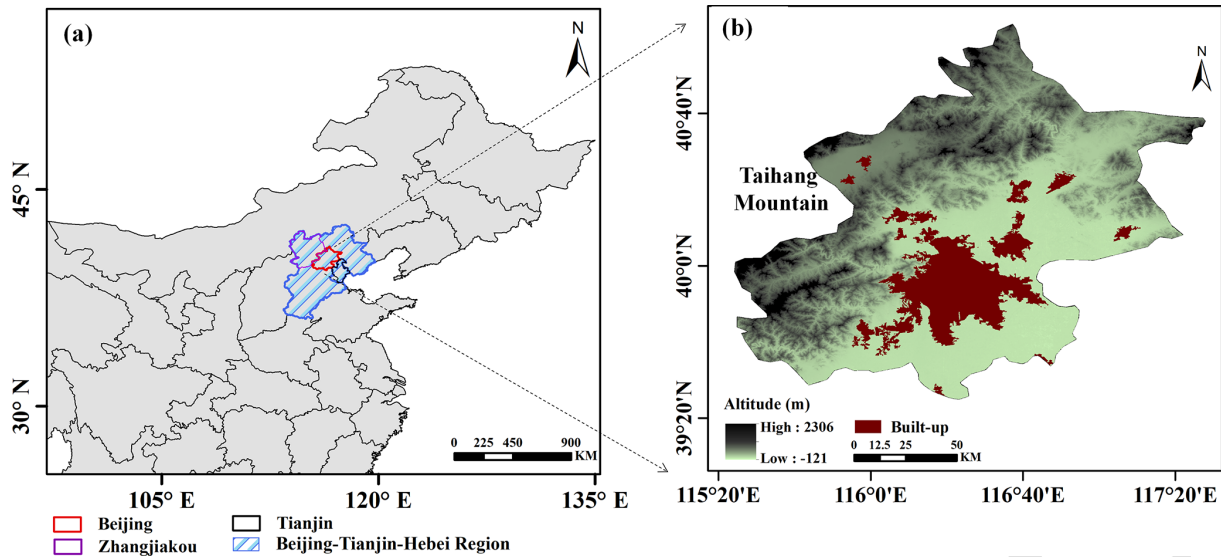 (a)
N
45° N
30° N
0 225 450 900
KM
105° E
120° E
135° E
Beijing
Tianjin
Zhangjiakou
Beijing-Tianjin-Hebei Region
(b)
N
40°40' N
40°0' N
39°20' N
Taihang
Mountain
Altitude (m)
High : 2306
Low : -121
Built-up
0 12.5 25 50
KM
115°20' E
116°0' E
116°40' E
117°20' E